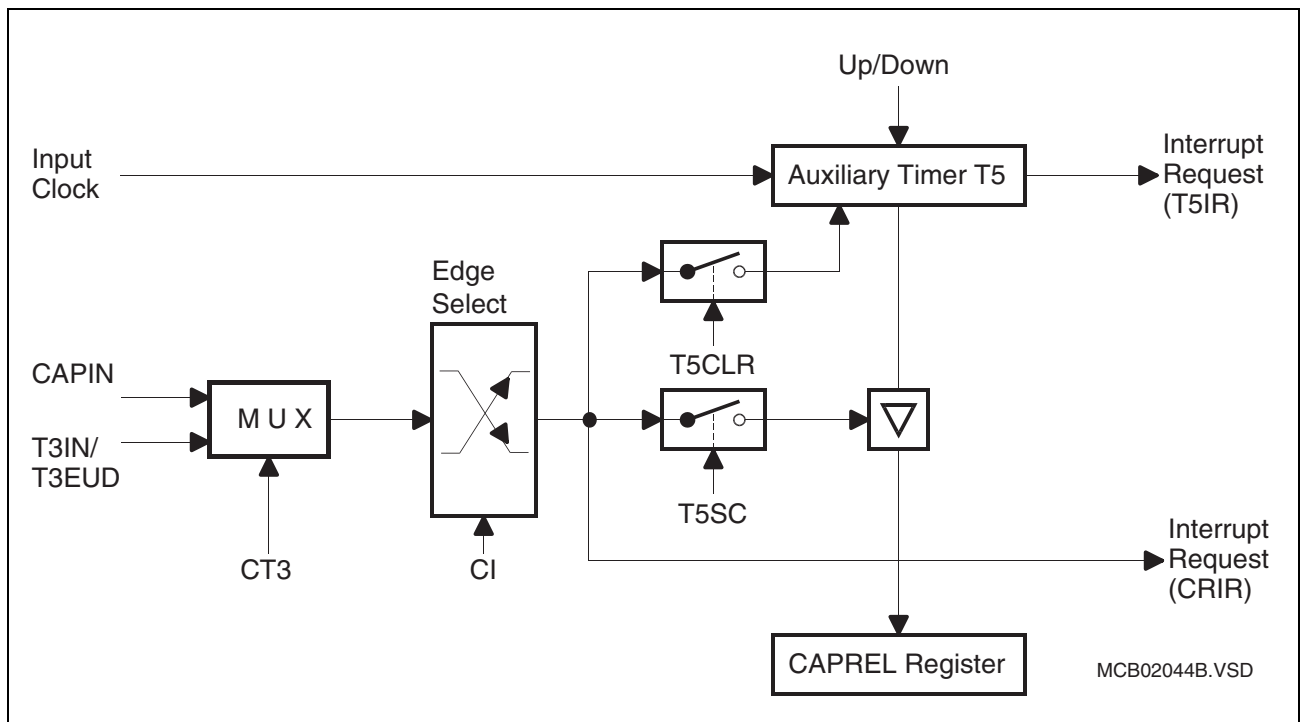 Up/Down
Input
Clock
Auxiliary Timer T5
Interrupt
Request
(T5IR)
Edge
Select
T5CLR
CAPIN
M U X
T3IN/
T3EUD
T5SC
CT3
CI
Interrupt
Request
(CRIR)
CAPREL Register
MCB02044B.VSD